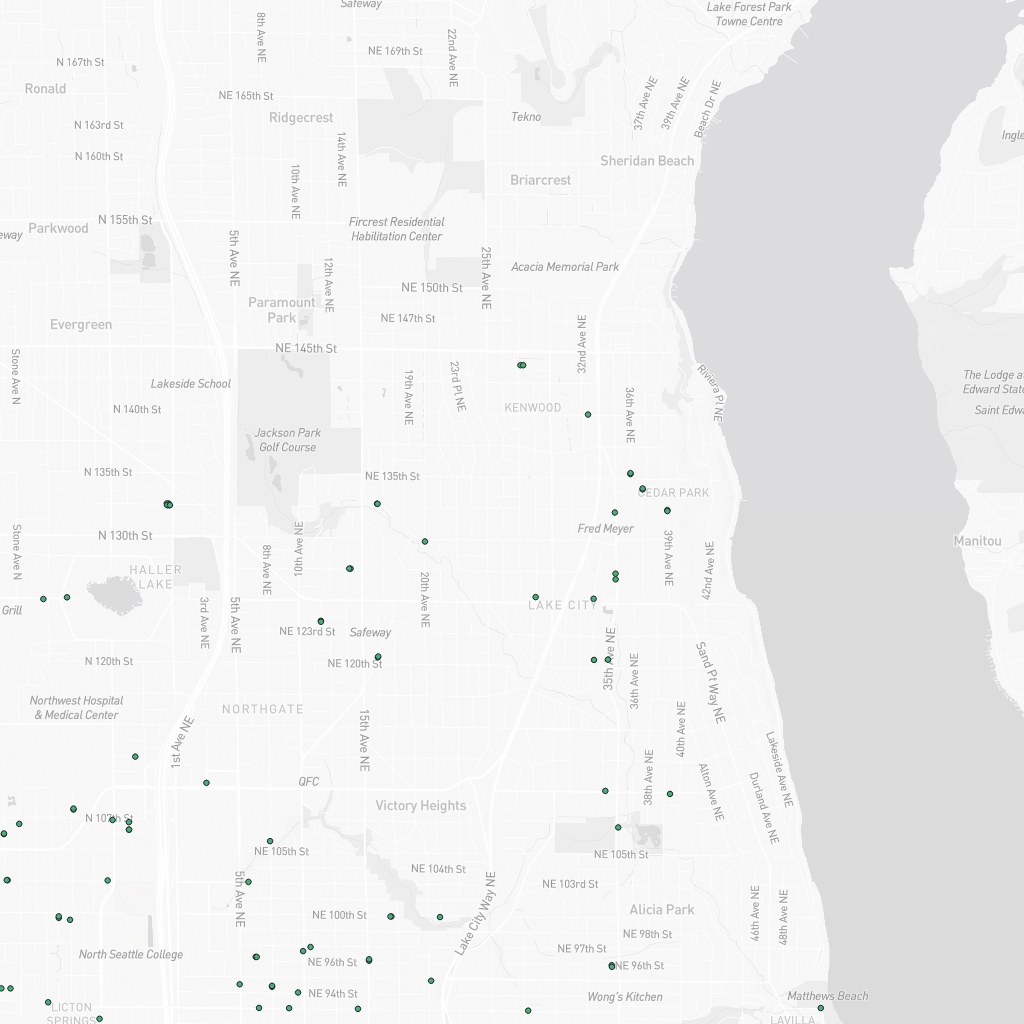 Safeway
Lake Forest Park
Towne Centre
8th Ave NE
22nd Ave NE
NE 169th St
N 167th St
Ronald
NE 165th St
37th Ave NE
39th Ave NE
Beach Dr NE
Ridgecrest
Tekno
N 163rd St
Ingle
14th Ave NE
N 160th St
Sheridan Beach
10th Ave NE
Briarcrest
N 155th St
Parkwood
eway
Fircrest Residential
Habilitation Center
5th Ave NE
12th Ave NE
25th Ave NE
Acacia Memorial Park
NE 150th St
Paramount
Park
Evergreen
NE 147th St
32nd Ave NE
NE 145th St
Stone Ave N
Lakeside School
19th Ave NE
23rd Pl NE
Riviera Pl NE
The Lodge at
Edward State
Saint Edwa
N 140th St
KENWOOD
36th Ave NE
Jackson Park
Golf Course
N 135th St
NE 135th St
CEDAR PARK
Fred Meyer
N 130th St
Stone Ave N
10th Ave NE
8th Ave NE
39th Ave NE
42nd Ave NE
Manitou
HALLER
LAKE
20th Ave NE
Grill
3rd Ave NE
5th Ave NE
LAKE CITY
NE 123rd St
Safeway
N 120th St
NE 120th St
35th Ave NE
36th Ave NE
Sand Pt Way NE
Northwest Hospital
& Medical Center
NORTHGATE
1st Ave NE
15th Ave NE
40th Ave NE
38th Ave NE
Alton Ave NE
Durland Ave NE
Lakeside Ave NE
QFC
Victory Heights
N 107th St
NE 105th St
NE 105th St
NE 104th St
5th Ave NE
NE 103rd St
Lake City Way NE
46th Ave NE
48th Ave NE
NE 100th St
Alicia Park
NE 98th St
NE 97th St
North Seattle College
NE 96th St
NE 96th St
NE 94th St
Wong's Kitchen
Matthews Beach
LICTON
SPRINGS
LAVILLA